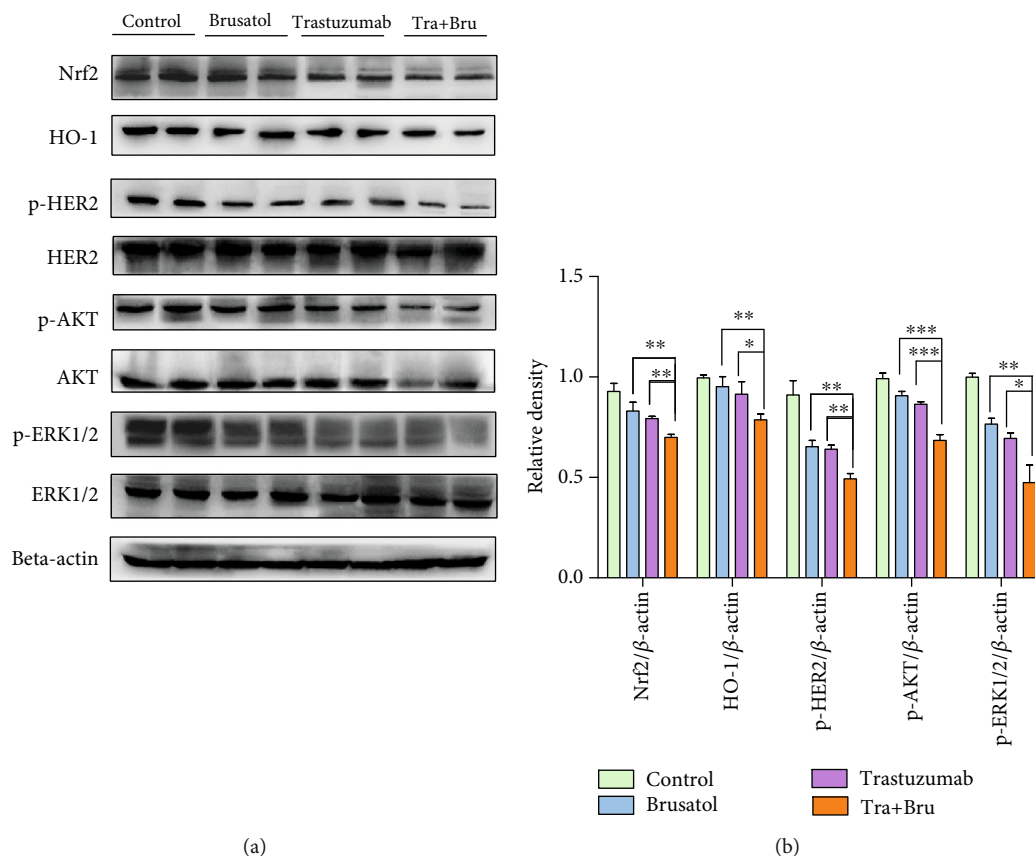 Control Brusatol Trastuzumab Tra+Bru
Nrf2
HO-1
p-HER2
HER2
p-AKT
AKT
p-ERK1/2
ERK1/2
Beta-actin
(a)
Relative density
1.5
1.0
0.5
0.0
** ** ** * ** ** *** *** ** *
Nrf2/β-actin
HO-1/β-actin
p-HER2/β-actin
p-AKT/β-actin
p-ERK1/2/β-actin
Control
Brusatol
Trastuzumab
Tra+Bru
(b)